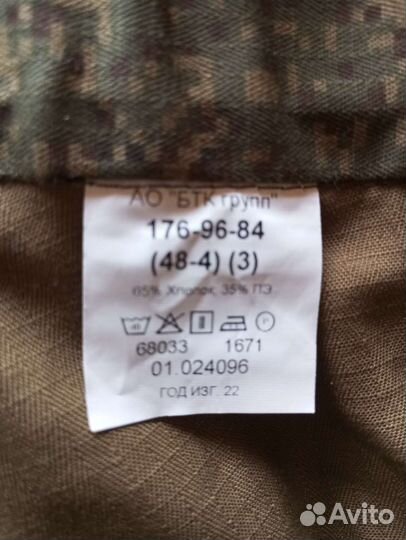 АО "БТК групп"
176-96-84
(48-4) (3)
65% Хлопок, 35% ПЭ
40 P
68033 1671
01.024096
ГОД ИЗГ. 22
Avito